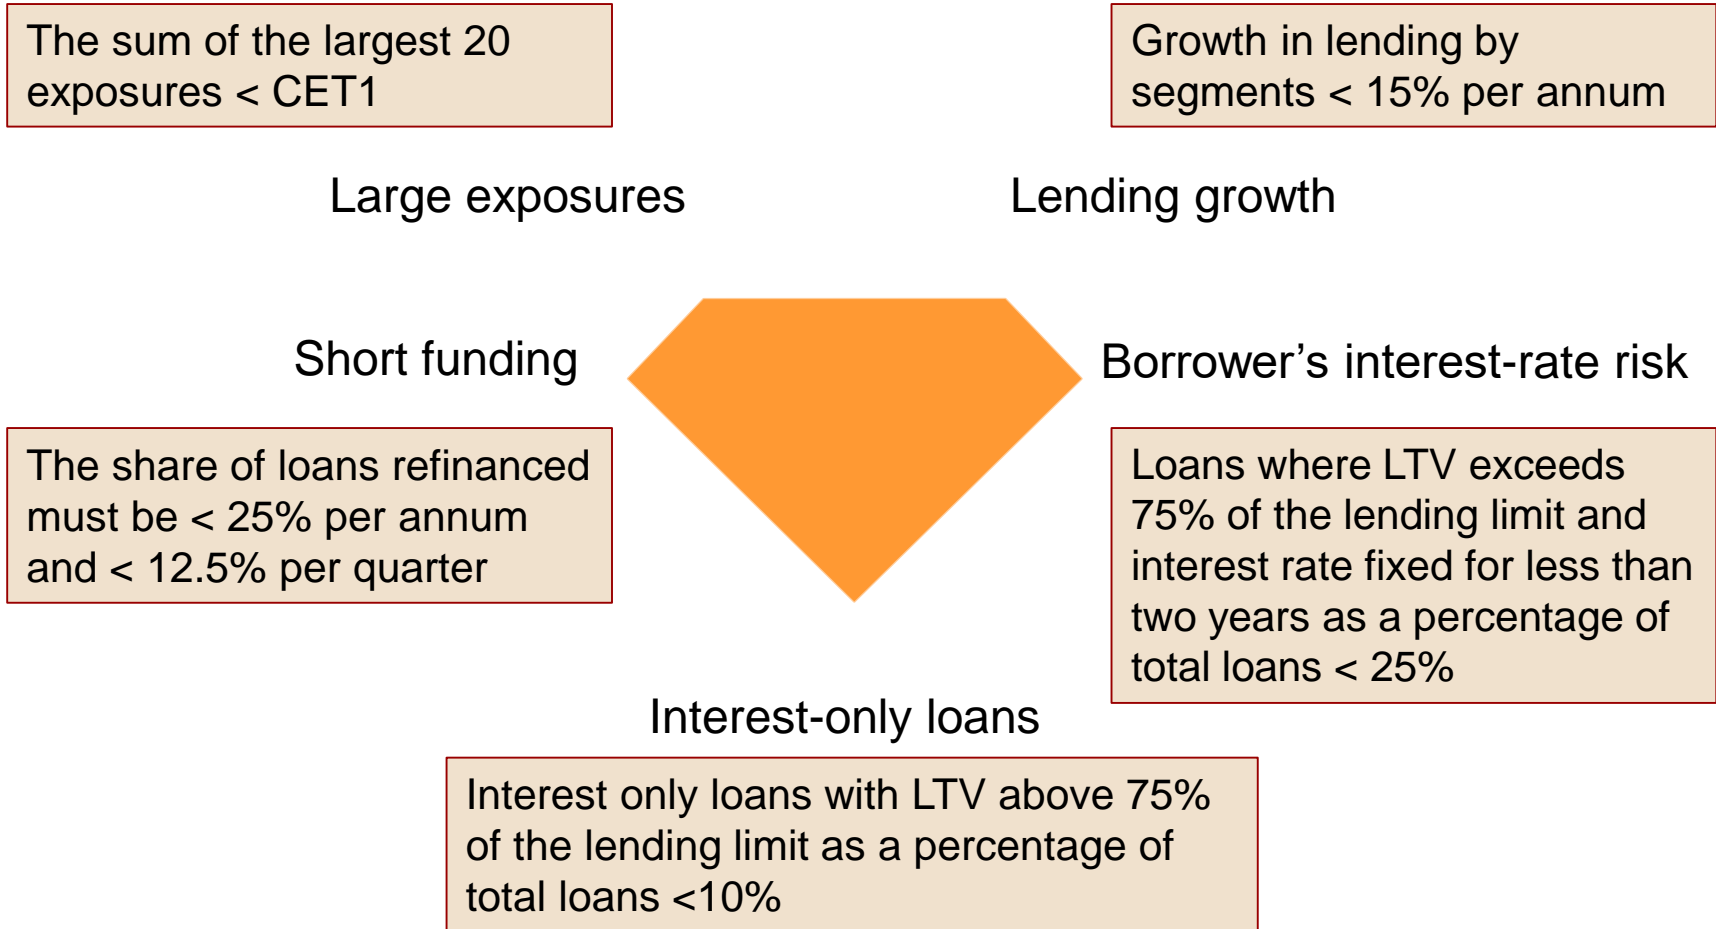 The sum of the largest 20
exposures < CET1
Growth in lending by
segments < 15% per annum
Large exposures
Lending growth
Short funding
Borrower’s interest-rate risk
The share of loans refinanced
must be < 25% per annum
and < 12.5% per quarter
Loans where LTV exceeds
75% of the lending limit and
interest rate fixed for less than
two years as a percentage of
total loans < 25%
Interest-only loans
Interest only loans with LTV above 75%
of the lending limit as a percentage of
total loans <10%